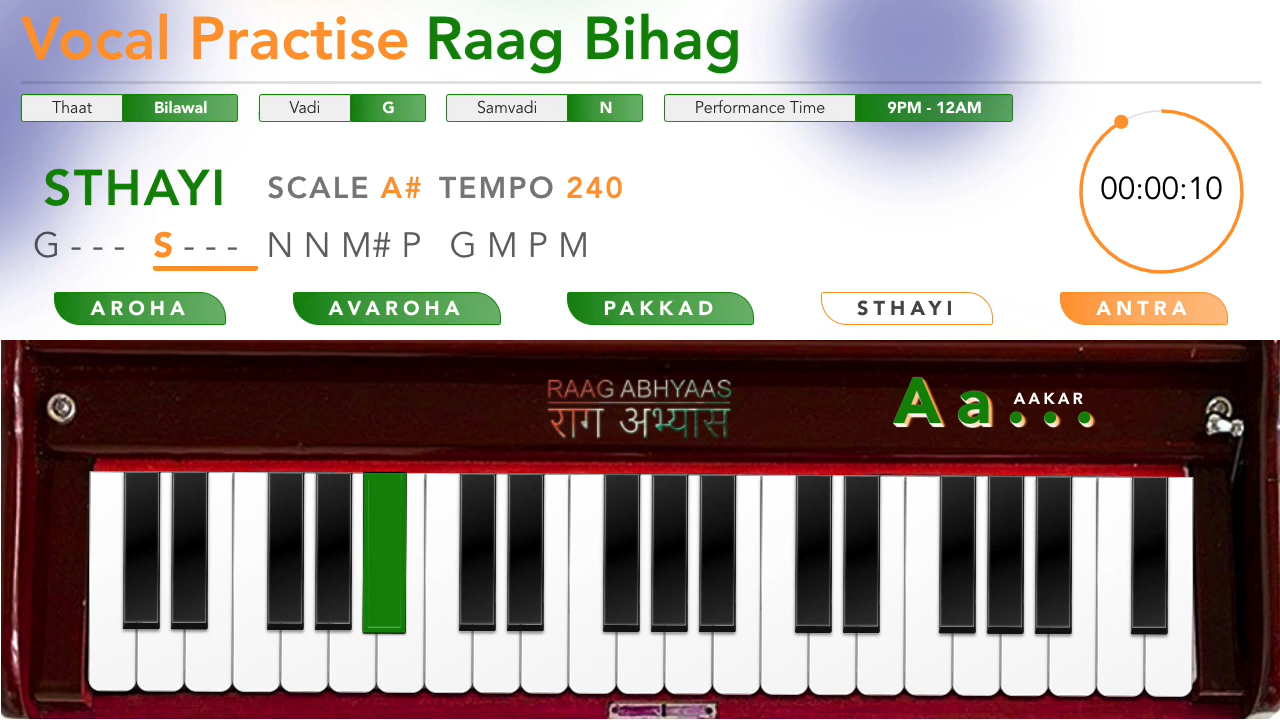 Vocal Practise Raag Bihag
Thaat Bilawal Vadi G Samvadi N Performance Time 9PM - 12AM
STHAYI SCALE A# TEMPO 240
00:00:10
G - - - S - - - N N M# P G M P M
AROHA AVAROHA PAKKAD STHAYI ANTRA
RAAG ABHYAAS
राग अभ्यास
Aa... AAKAR